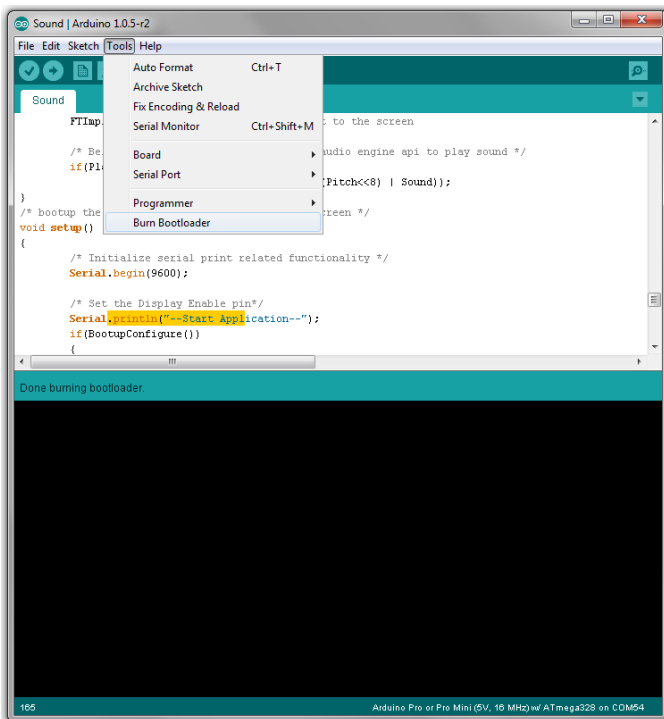 Sound | Arduino 1.0.5-r2
File Edit Sketch Tools Help
Auto Format Ctrl+T
Archive Sketch
Fix Encoding & Reload
Serial Monitor Ctrl+Shift+M
Board
Serial Port
Programmer
Burn Bootloader
Sound
FTImp t to the screen
/* Be udio engine api to play sound */
if(Pla
(Pitch<<8) | Sound));
}
/* bootup the creen */
void setup()
{
/* Initialize serial print related functionality */
Serial.begin(9600);
/* Set the Display Enable pin*/
Serial.println("--Start Application--");
if(BootupConfigure())
{
Done burning bootloader.
165 Arduino Pro or Pro Mini (5V, 16 MHz) w/ ATmega328 on COM54